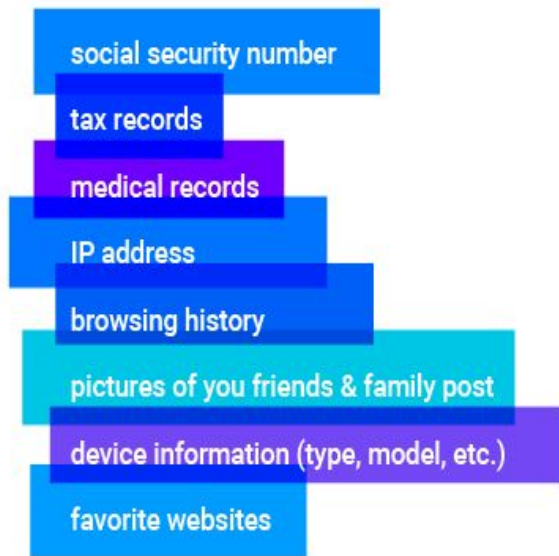 social security number
tax records
medical records
IP address
browsing history
pictures of you friends & family post
device information (type, model, etc.)
favorite websites